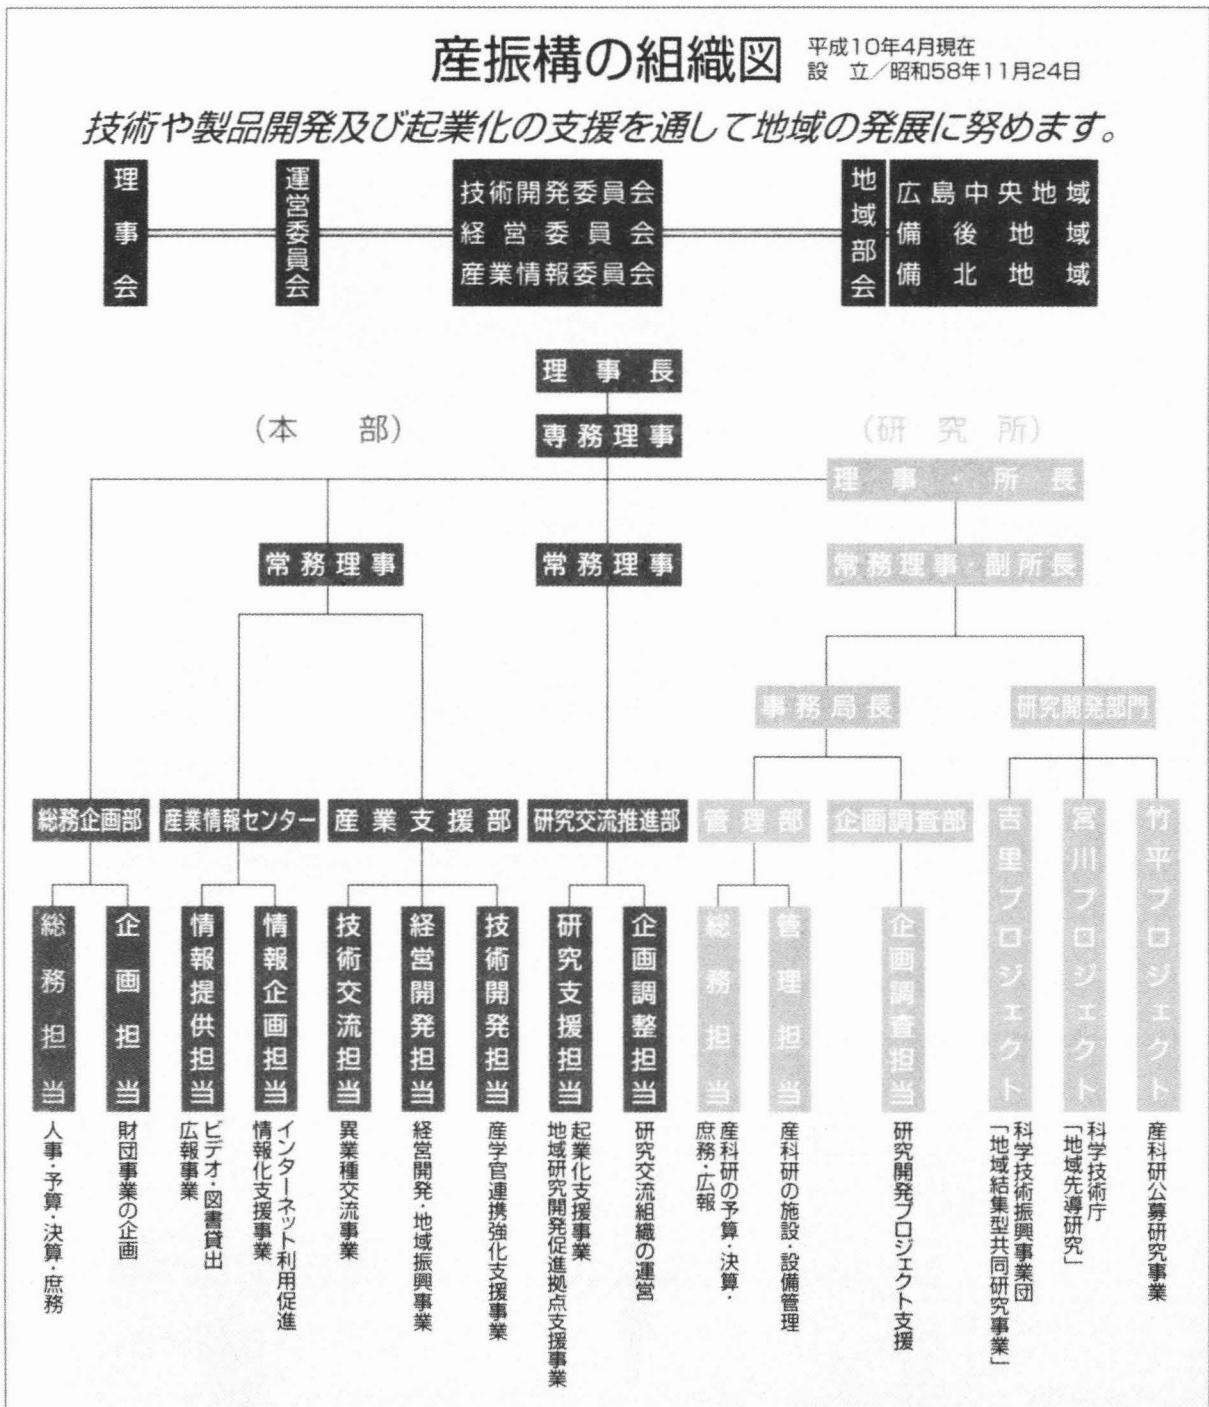 産振構の組織図
平成10年4月現在
設　立／昭和58年11月24日
技術や製品開発及び起業化の支援を通して地域の発展に努めます。
理事会
運営委員会
技術開発委員会
経営委員会
産業情報委員会
地域部会
広島中央地域
備後地域
備北地域
理事長
専務理事
（本　部）
（研究所）
理事・所長
常務理事
常務理事
常務理事・副所長
事務局長
研究開発部門
総務企画部
産業情報センター
産業支援部
研究交流推進部
管理部
企画調査部
吉里プロジェクト
宮川プロジェクト
竹平プロジェクト
総務担当
企画担当
情報提供担当
情報企画担当
技術交流担当
経営開発担当
技術開発担当
研究支援担当
企画調整担当
総務担当
管理担当
企画調査担当
人事・予算・決算・庶務
財団事業の企画
ビデオ・図書貸出
広報事業
インターネット利用促進
情報化支援事業
異業種交流事業
経営開発・地域振興事業
産学官連携強化支援事業
起業化支援事業
地域研究開発促進拠点支援事業
研究交流組織の運営
産科研の予算・決算・
庶務・広報
産科研の施設・設備管理
研究開発プロジェクト支援
科学技術振興事業団
「地域結集型共同研究事業」
科学技術庁
「地域先導研究」
産科研公募研究事業